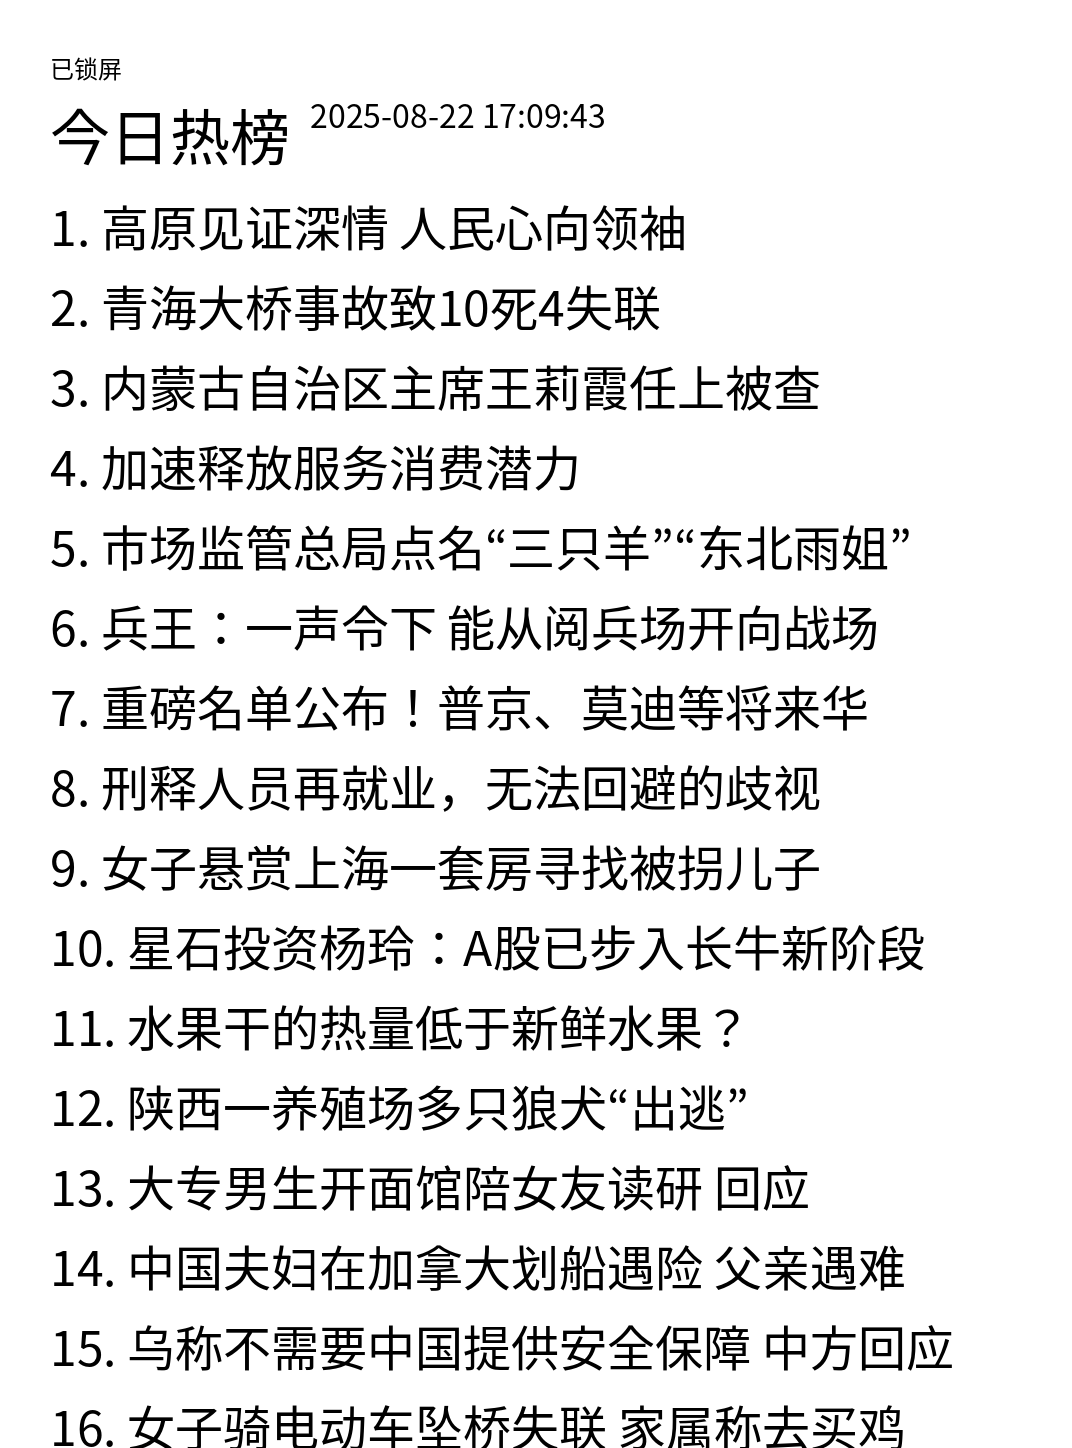 已锁屏
今日热榜 2025-08-22 17:09:43
1. 高原见证深情 人民心向领袖
2. 青海大桥事故致10死4失联
3. 内蒙古自治区主席王莉霞任上被查
4. 加速释放服务消费潜力
5. 市场监管总局点名“三只羊”“东北雨姐”
6. 兵王：一声令下 能从阅兵场开向战场
7. 重磅名单公布！普京、莫迪等将来华
8. 刑释人员再就业，无法回避的歧视
9. 女子悬赏上海一套房寻找被拐儿子
10. 星石投资杨玲：A股已步入长牛新阶段
11. 水果干的热量低于新鲜水果？
12. 陕西一养殖场多只狼犬“出逃”
13. 大专男生开面馆陪女友读研 回应
14. 中国夫妇在加拿大划船遇险 父亲遇难
15. 乌称不需要中国提供安全保障 中方回应
16. 女子骑电动车坠桥失联 家属称去买鸡